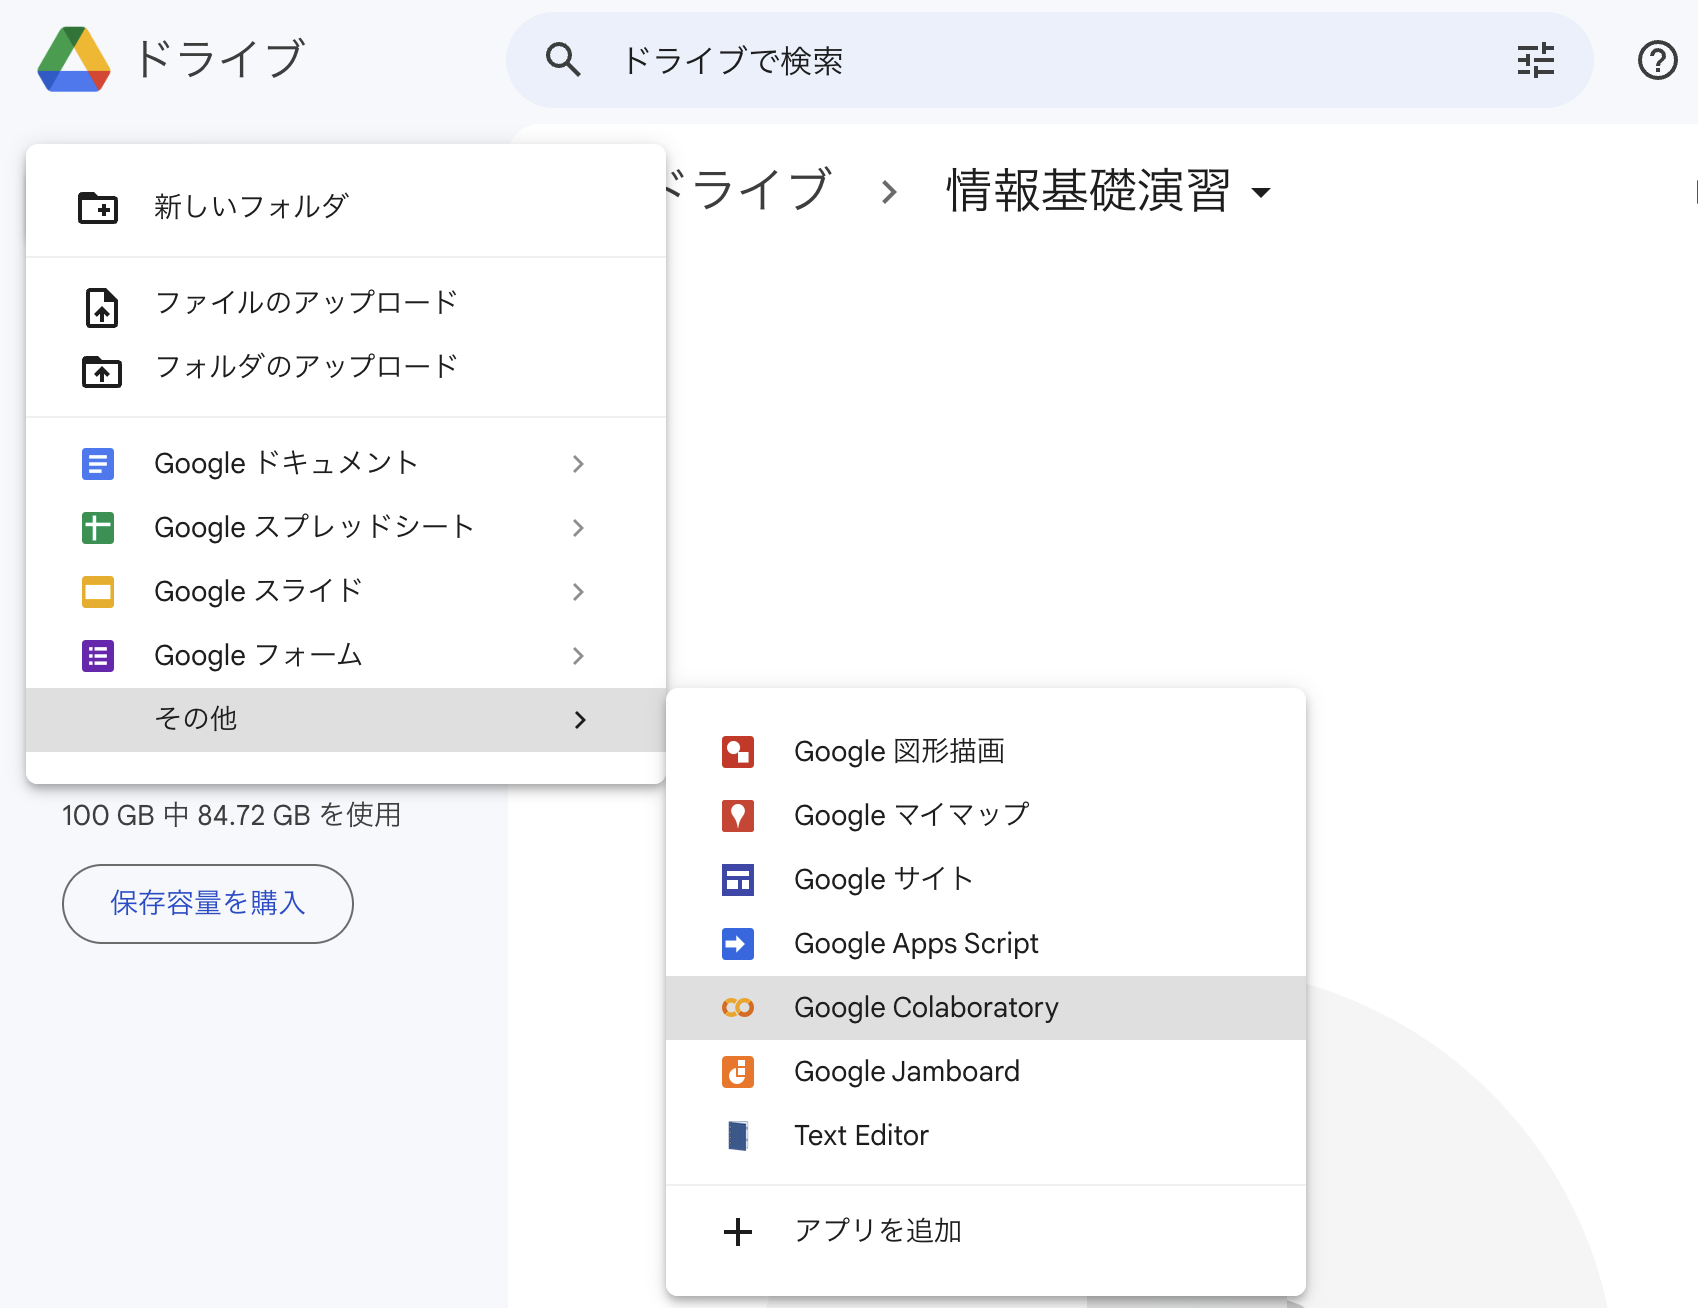 ドライブ
ドライブで検索
ドライブ
情報基礎演習
新しいフォルダ
ファイルのアップロード
フォルダのアップロード
Google ドキュメント
Google スプレッドシート
Google スライド
Google フォーム
その他
100 GB 中 84.72 GB を使用
保存容量を購入
Google 図形描画
Google マイマップ
Google サイト
Google Apps Script
Google Colaboratory
Google Jamboard
Text Editor
アプリを追加